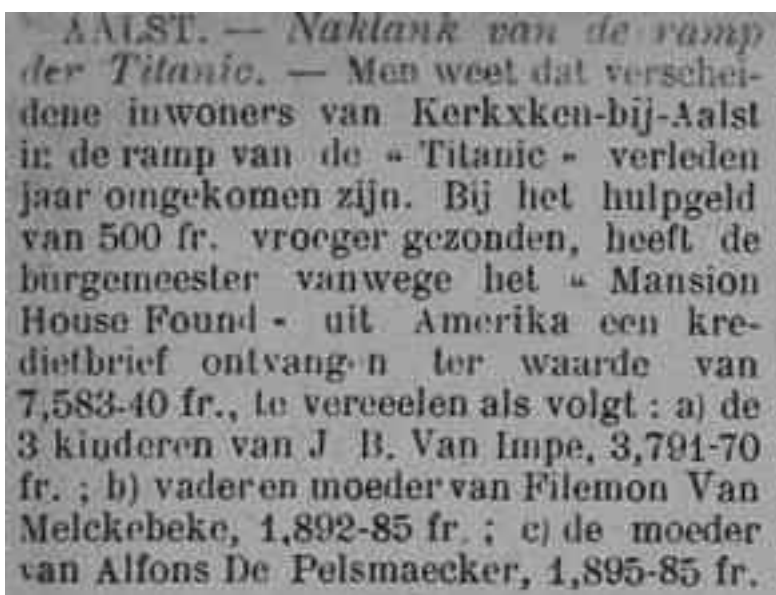 AALST. — Naklank van de ramp
der Titanic. — Men weet dat verschei-
dene inwoners van Kerkxken-bij-Aalst
in de ramp van de « Titanic » verleden
jaar omgekomen zijn. Bij het hulpgeld
van 500 fr. vroeger gezonden, heeft de
burgemeester vanwege het « Mansion
House Found » uit Amerika een kre-
dietbrief ontvangen ter waarde van
7,583-40 fr., te verceelen als volgt : a) de
3 kinderen van J B. Van Impe, 3,791-70
fr. ; b) vader en moeder van Filemon Van
Melckebeke, 1,892-85 fr. ; c) de moeder
van Alfons De Pelsmaecker, 1,895-85 fr.